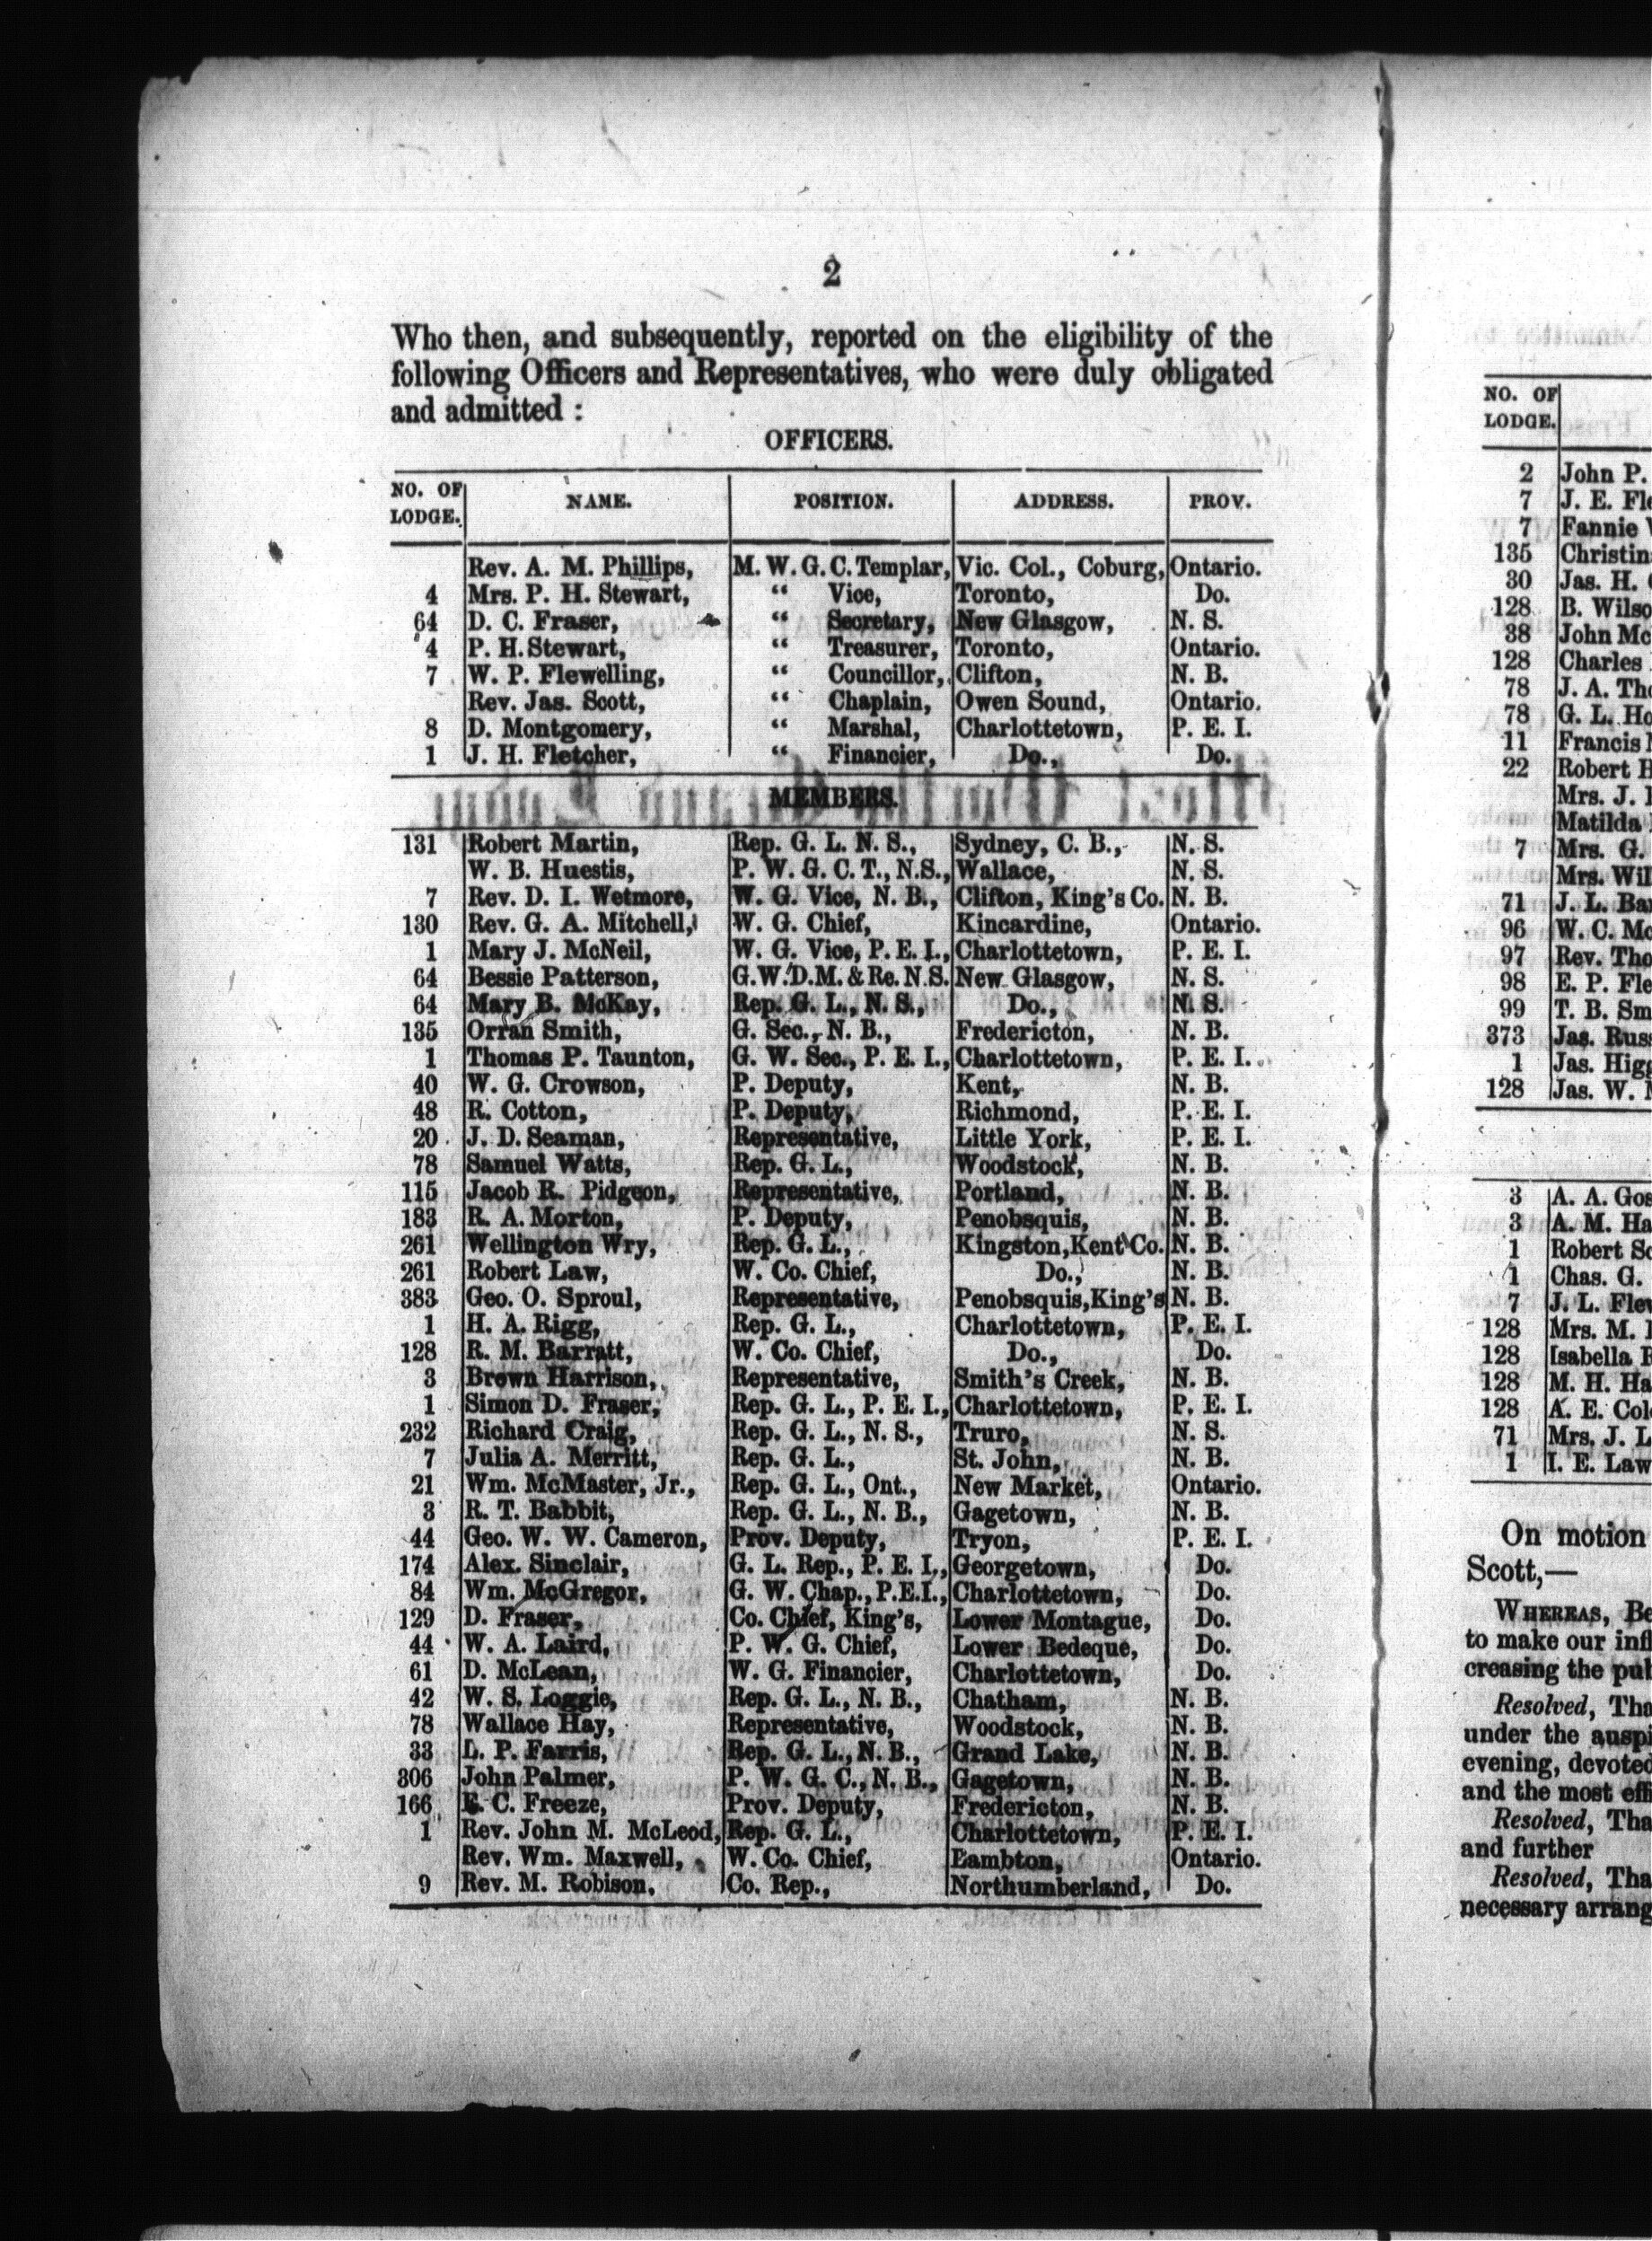 2
Who then, and subsequently, reported on the eligibility of the
following Officers and Representatives, who were duly obligated
and admitted :
OFFICERS.
NO. OF LODGE. NAME. POSITION. ADDRESS. PROV.
Rev. A. M. Phillips, M. W. G. C. Templar, Vic. Col., Coburg, Ontario.
4 Mrs. P. H. Stewart, “ Vice, Toronto, Do.
64 D. C. Fraser, “ Secretary, New Glasgow, N. S.
4 P. H. Stewart, “ Treasurer, Toronto, Ontario.
7 W. P. Flewelling, “ Councillor, Clifton, N. B.
Rev. Jas. Scott, “ Chaplain, Owen Sound, Ontario.
8 D. Montgomery, “ Marshal, Charlottetown, P. E. I.
1 J. H. Fletcher, “ Financier, Do., Do.
MEMBERS.
131 Robert Martin, Rep. G. L. N. S., Sydney, C. B., N. S.
W. B. Huestis, P. W. G. C. T., N.S., Wallace, N. S.
7 Rev. D. I. Wetmore, W. G. Vice, N. B., Clifton, King's Co. N. B.
130 Rev. G. A. Mitchell, W. G. Chief, Kincardine, Ontario.
1 Mary J. McNeil, W. G. Vice, P. E. I., Charlottetown, P. E. I.
64 Bessie Patterson, G.W.D.M. & Re. N.S. New Glasgow, N. S.
64 Mary B. McKay, Rep. G. L., N. S., Do., N. S.
135 Orran Smith, G. Sec., N. B., Fredericton, N. B.
1 Thomas P. Taunton, G. W. Sec., P. E. I., Charlottetown, P. E. I.
40 W. G. Crowson, P. Deputy, Kent, N. B.
48 R. Cotton, P. Deputy, Richmond, P. E. I.
20 J. D. Seaman, Representative, Little York, P. E. I.
78 Samuel Watts, Rep. G. L., Woodstock, N. B.
115 Jacob R. Pidgeon, Representative, Portland, N. B.
183 R. A. Morton, P. Deputy, Penobsquis, N. B.
261 Wellington Wry, Rep. G. L., Kingston, Kent Co. N. B.
261 Robert Law, W. Co. Chief, Do., N. B.
383 Geo. O. Sproul, Representative, Penobsquis, King's N. B.
1 H. A. Rigg, Rep. G. L., Charlottetown, P. E. I.
128 R. M. Barratt, W. Co. Chief, Do., Do.
3 Brown Harrison, Representative, Smith's Creek, N. B.
1 Simon D. Fraser, Rep. G. L., P. E. I., Charlottetown, P. E. I.
232 Richard Craig, Rep. G. L., N. S., Truro, N. S.
7 Julia A. Merritt, Rep. G. L., St. John, N. B.
21 Wm. McMaster, Jr., Rep. G. L., Ont., New Market, Ontario.
3 R. T. Babbit, Rep. G. L., N. B., Gagetown, N. B.
44 Geo. W. W. Cameron, Prov. Deputy, Tryon, P. E. I.
174 Alex. Sinclair, G. L. Rep., P. E. I., Georgetown, Do.
84 Wm. McGregor, G. W. Chap., P.E.I., Charlottetown, Do.
129 D. Fraser, Co. Chief, King's, Lower Montague, Do.
44 W. A. Laird, P. W. G. Chief, Lower Bedeque, Do.
61 D. McLean, W. G. Financier, Charlottetown, Do.
42 W. S. Loggie, Rep. G. L., N. B., Chatham, N. B.
78 Wallace Hay, Representative, Woodstock, N. B.
33 L. P. Farris, Rep. G. L., N. B., Grand Lake, N. B.
306 John Palmer, P. W. G. C., N. B., Gagetown, N. B.
166 E. C. Freeze, Prov. Deputy, Fredericton, N. B.
1 Rev. John M. McLeod, Rep. G. L., Charlottetown, P. E. I.
Rev. Wm. Maxwell, W. Co. Chief, Lambton, Ontario.
9 Rev. M. Robison, Co. Rep., Northumberland, Do.
NO. OF
LODGE.
2 John P.
7 J. E. Fle
7 Fannie
135 Christin
30 Jas. H.
128 B. Wilso
38 John Mc
128 Charles
78 J. A. Tho
78 G. L. Ho
11 Francis
22 Robert H
Mrs. J.
Matilda
7 Mrs. G.
Mrs. Wil
71 J. L. Bar
96 W. C. Mc
97 Rev. Tho
98 E. P. Fle
99 T. B. Sm
373 Jas. Russ
1 Jas. Higg
128 Jas. W.
3 A. A. Gos
3 A. M. Ha
1 Robert Sc
1 Chas. G.
7 J. L. Flew
128 Mrs. M.
128 Isabella
128 M. H. Ha
128 A. E. Col
71 Mrs. J. L
1 I. E. Law
On motion
Scott,—
WHEREAS, Be
to make our infl
creasing the pub
Resolved, Tha
under the auspi
evening, devoted
and the most effi
Resolved, Tha
and further
Resolved, Tha
necessary arrang